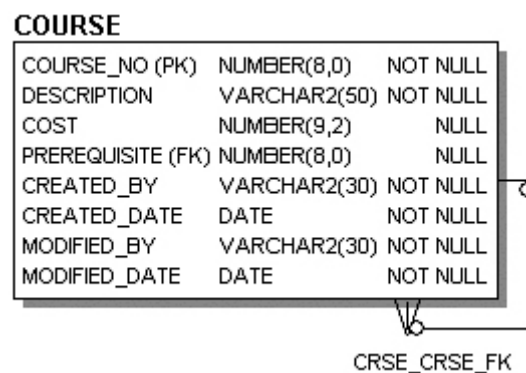 COURSE
COURSE_NO (PK) NUMBER(8,0) NOT NULL
DESCRIPTION VARCHAR2(50) NOT NULL
COST NUMBER(9,2) NULL
PREREQUISITE (FK) NUMBER(8,0) NULL
CREATED_BY VARCHAR2(30) NOT NULL
CREATED_DATE DATE NOT NULL
MODIFIED_BY VARCHAR2(30) NOT NULL
MODIFIED_DATE DATE NOT NULL
CRSE_CRSE_FK